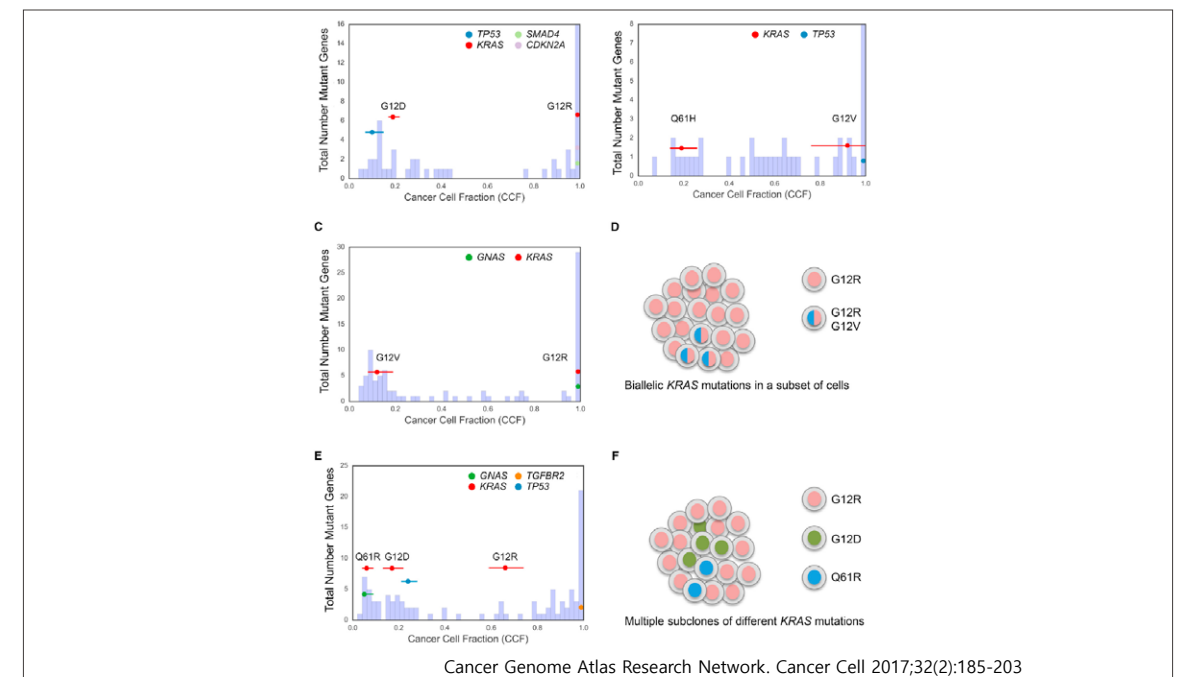 TP53 SMAD4
KRAS CDKN2A
Total Number Mutant Genes
16
14
12
10
8
6
4
2
0
G12D
G12R
0.0 0.2 0.4 0.6 0.8 1.0
Cancer Cell Fraction (CCF)
KRAS TP53
Total Number Mutant Genes
8
7
6
5
4
3
2
1
0
Q61H
G12V
0.0 0.2 0.4 0.6 0.8 1.0
Cancer Cell Fraction (CCF)
C
GNAS KRAS
Total Number Mutant Genes
30
25
20
15
10
5
0
G12V
G12R
0.0 0.2 0.4 0.6 0.8 1.0
Cancer Cell Fraction (CCF)
D
G12R
G12R
G12V
Biallelic KRAS mutations in a subset of cells
E
GNAS TGFBR2
KRAS TP53
Total Number Mutant Genes
25
20
15
10
5
0
Q61R G12D
G12R
0.0 0.2 0.4 0.6 0.8 1.0
Cancer Cell Fraction (CCF)
F
G12R
G12D
Q61R
Multiple subclones of different KRAS mutations
Cancer Genome Atlas Research Network. Cancer Cell 2017;32(2):185-203